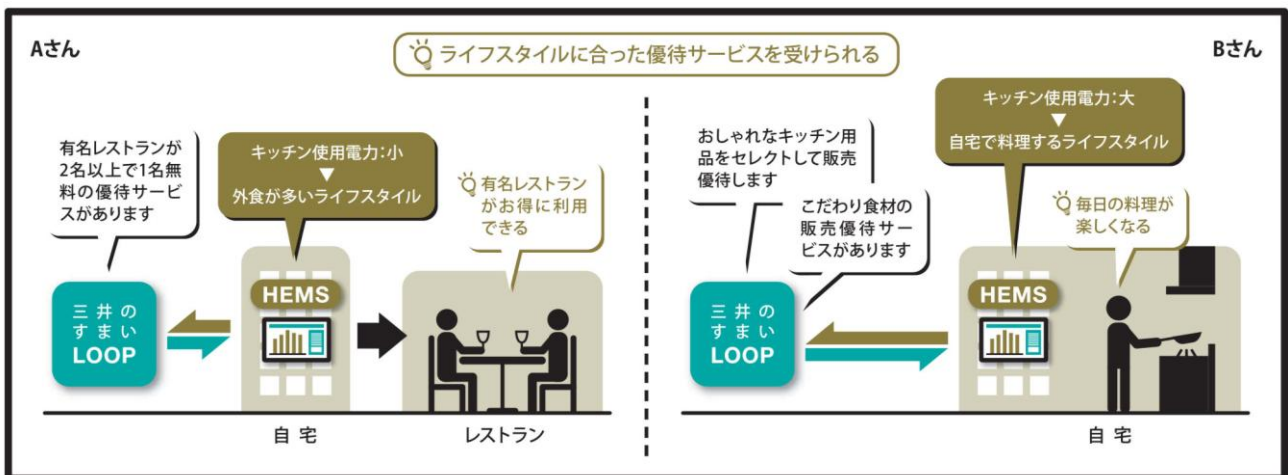 Aさん
ライフスタイルに合った優待サービスを受けられる
Bさん
有名レストランが
2名以上で1名無
料の優待サービ
スがあります
キッチン使用電力:小
▼
外食が多いライフスタイル
有名レストラン
がお得に利用
できる
三井の
すまい
LOOP
HEMS
自宅
レストラン
おしゃれなキッチン用
品をセレクトして販売
優待します
こだわり食材の
販売優待サー
ビスがあります
キッチン使用電力:大
▼
自宅で料理するライフスタイル
毎日の料理が
楽しくなる
三井の
すまい
LOOP
HEMS
自宅